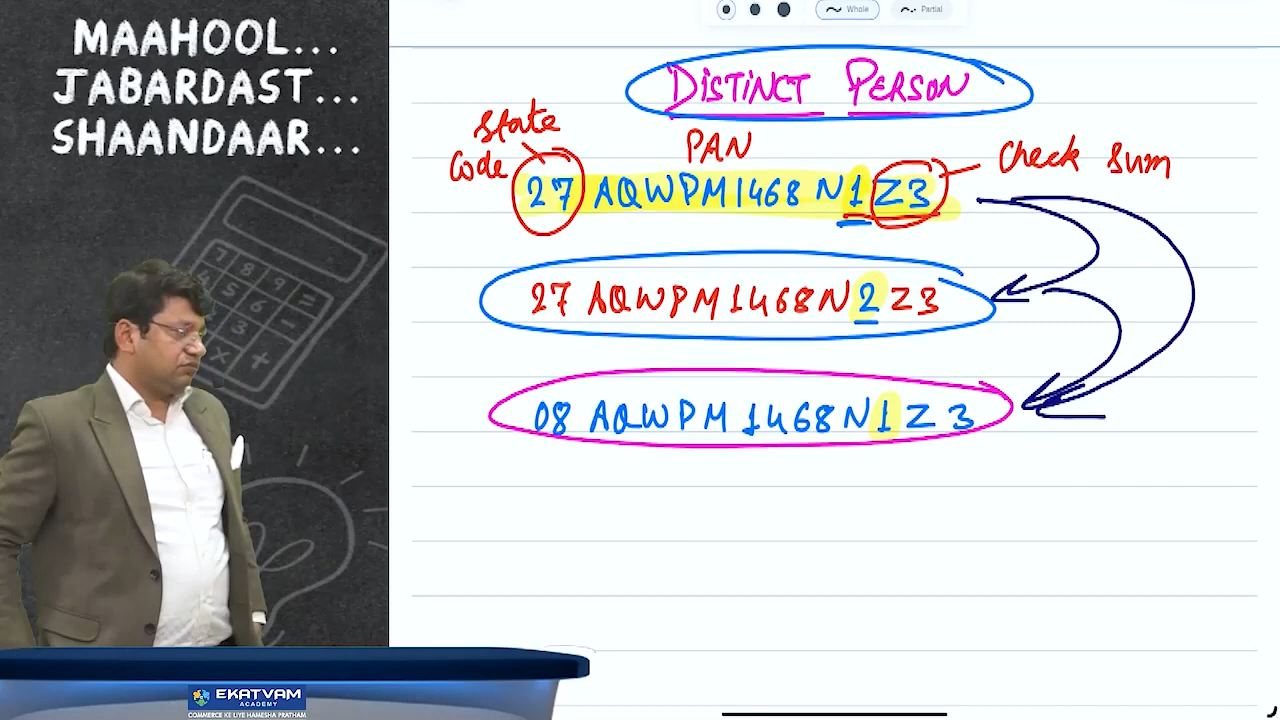 MAAHOOL...
JABARDAST...
SHAANDAAR...
Whole
Partial
DISTINCT PERSON
State Code
PAN
Check Sum
27 AQWPM1468N1Z3
27 AQWPM1468N2Z3
08 AQWPM1468N1Z3
EKATVAM
ACADEMY
COMMERCE KE LIYE HAMESHA PRATHAM